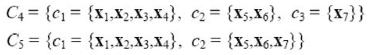 C₄ = {c₁ = {x₁,x₂,x₃,x₄}, c₂ = {x₅,x₆}, c₃ = {x₇}}
C₅ = {c₁ = {x₁,x₂,x₃,x₄}, c₂ = {x₅,x₆,x₇}}